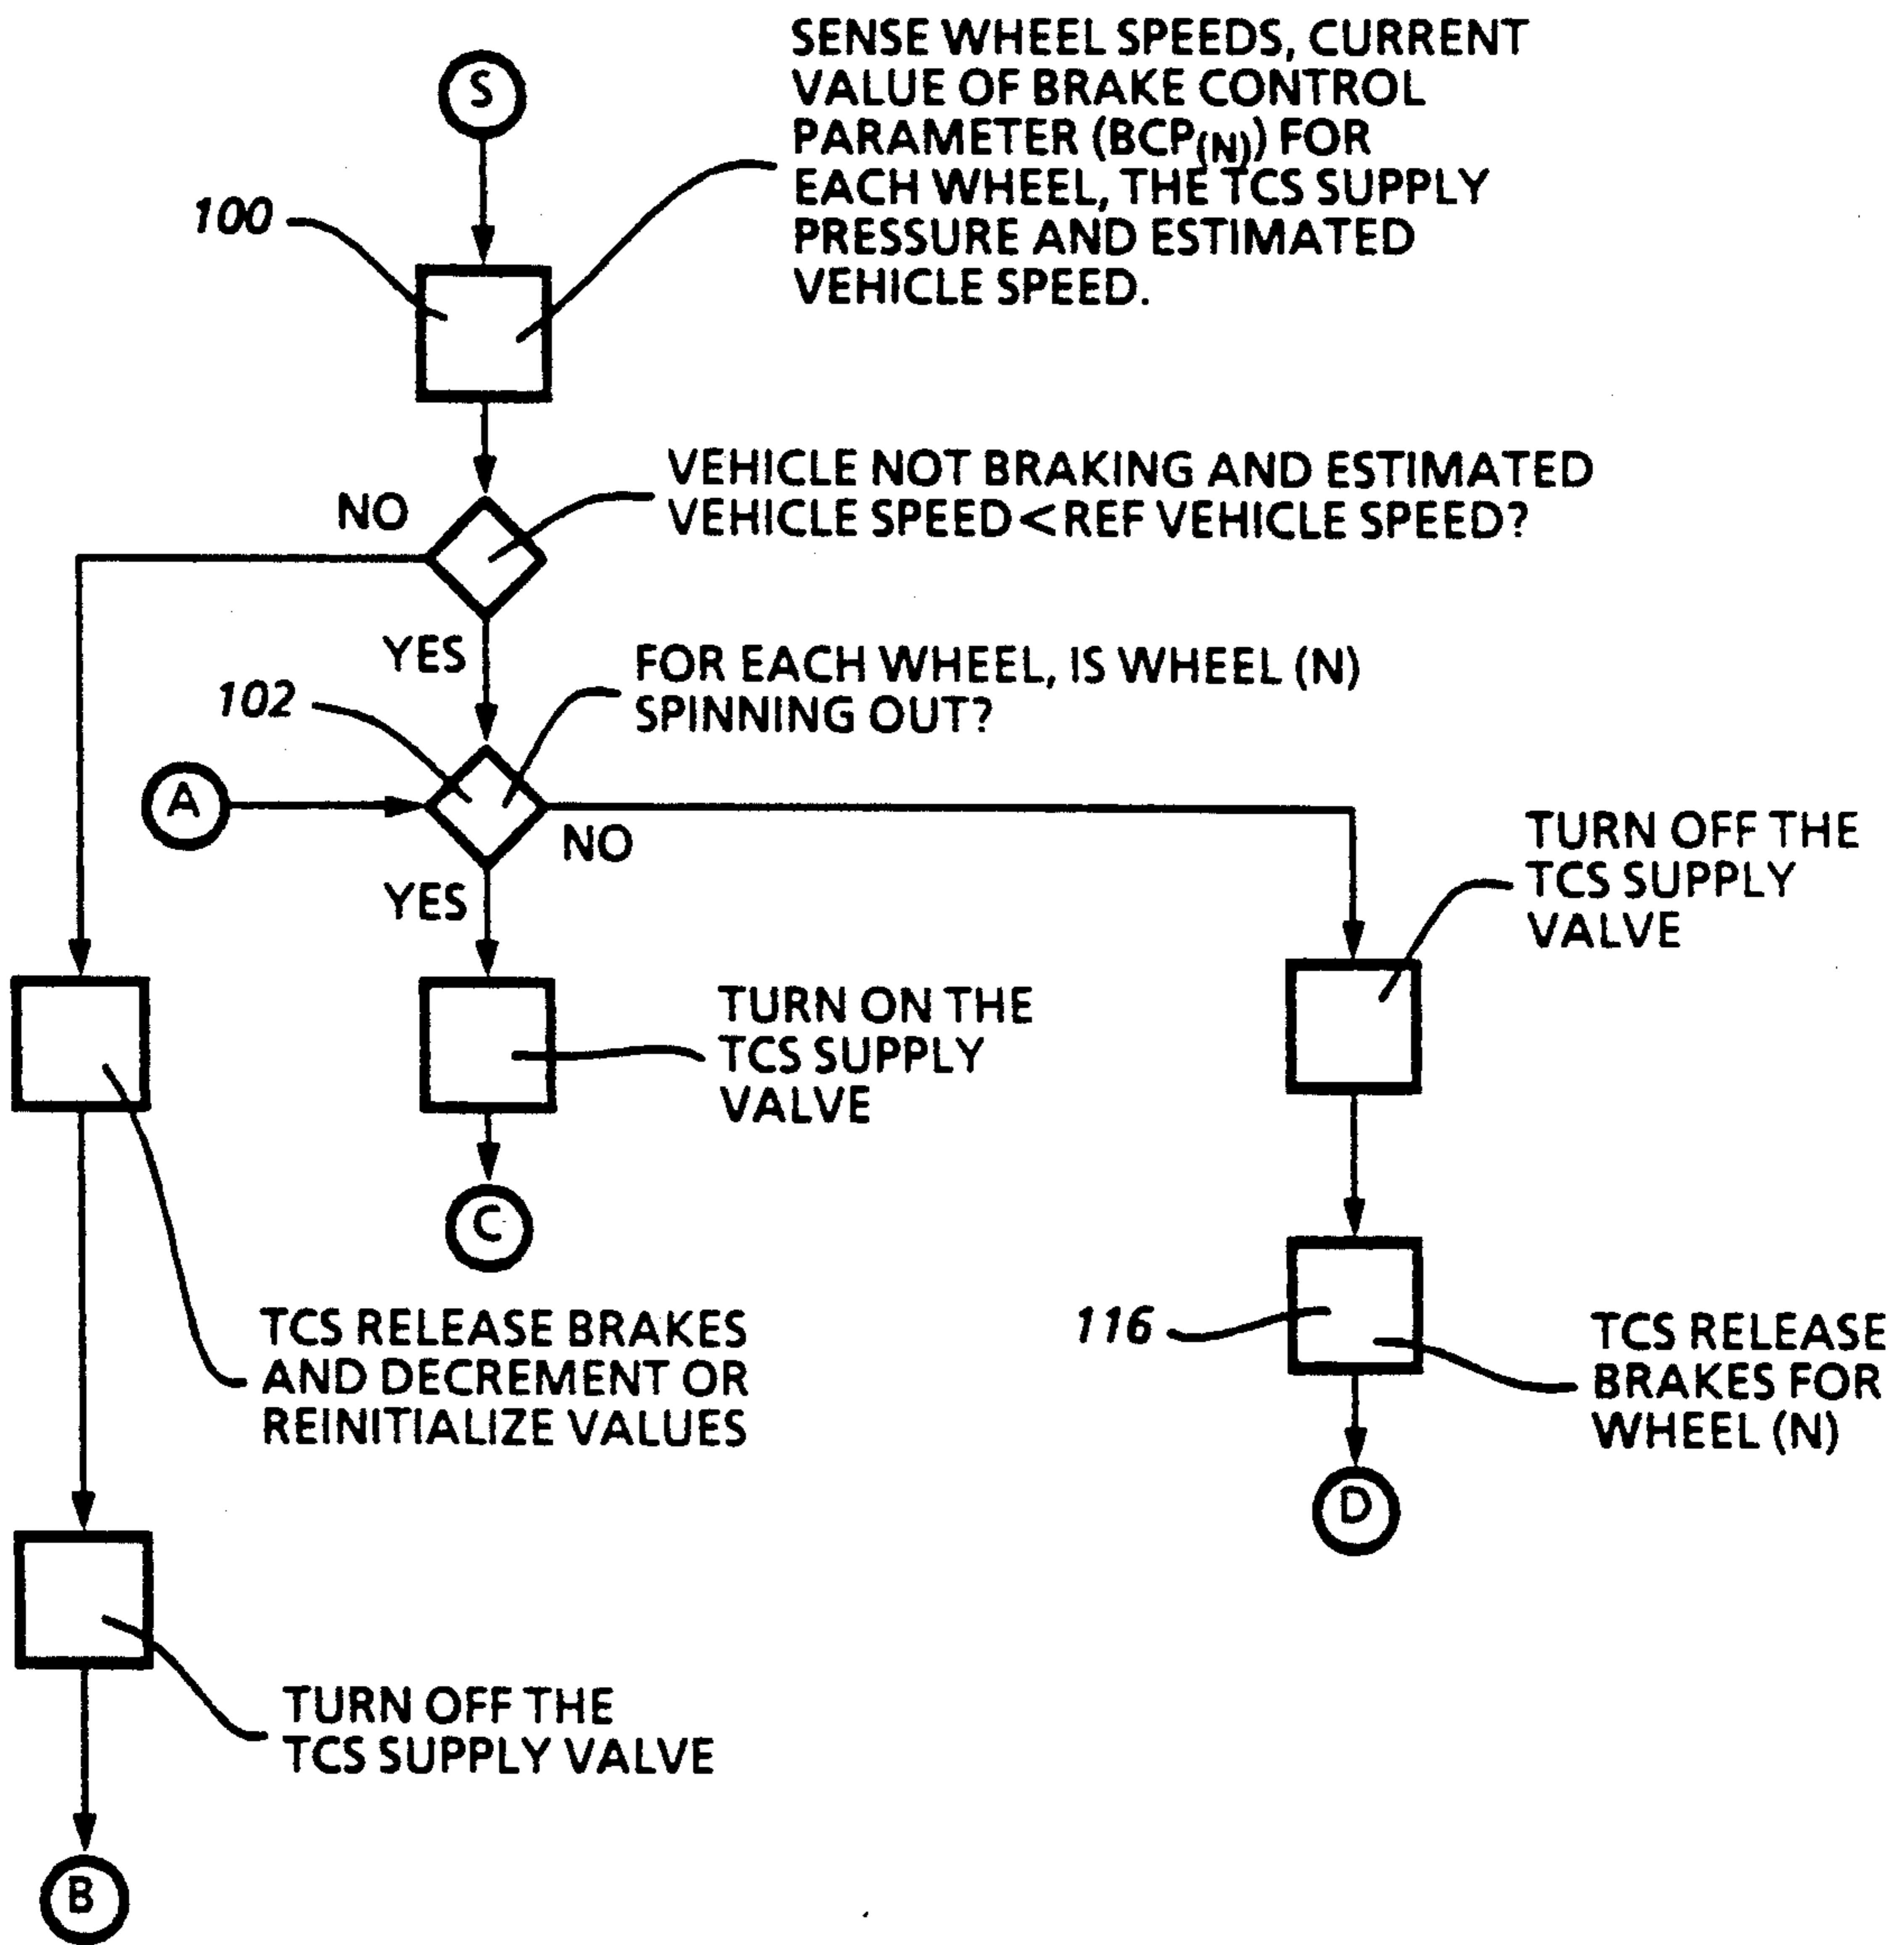 S
SENSE WHEEL SPEEDS, CURRENT
VALUE OF BRAKE CONTROL
PARAMETER (BCP(N)) FOR
EACH WHEEL, THE TCS SUPPLY
PRESSURE AND ESTIMATED
VEHICLE SPEED.
100
VEHICLE NOT BRAKING AND ESTIMATED
VEHICLE SPEED < REF VEHICLE SPEED?
NO
YES
FOR EACH WHEEL, IS WHEEL (N)
SPINNING OUT?
102
A
NO
YES
TURN OFF THE
TCS SUPPLY
VALVE
TURN ON THE
TCS SUPPLY
VALVE
C
TCS RELEASE BRAKES
AND DECREMENT OR
REINITIALIZE VALUES
116
TCS RELEASE
BRAKES FOR
WHEEL (N)
D
TURN OFF THE
TCS SUPPLY VALVE
B